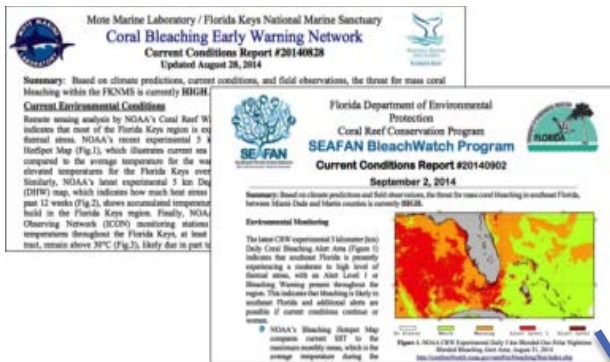 Mote Marine Laboratory / Florida Keys National Marine Sanctuary
Coral Bleaching Early Warning Network
Current Conditions Report #20140828
Updated August 28, 2014
Summary: Based on climate predictions, current conditions, and field observations, the threat for mass coral
bleaching within the FKNMS is currently HIGH.
Current Environmental Conditions
Remote sensing analysis by NOAA's Coral Reef W
indicates that most of the Florida Keys region is ex
thermal stress. NOAA's recent experimental 5 k
HotSpot Map (Fig.1), which illustrates current sea
compared to the average temperature for the wa
elevated temperatures for the Florida Keys over
Similarly, NOAA's latest experimental 5 km Deg
(DHW) map, which indicates how much heat stress
past 12 weeks (Fig.2), shows accumulated temperatu
build in the Florida Keys region. Finally, NOAA
Observing Network (ICON) monitoring stations
temperatures throughout the Florida Keys, at least
tract, remain above 30°C (Fig.3), likely due in part to
SEAFAN
Florida Department of Environmental
Protection
Coral Reef Conservation Program
SEAFAN BleachWatch Program
Current Conditions Report #20140902
September 2, 2014
FLORIDA
Summary: Based on climate predictions and field observations, the threat for mass coral bleaching in southeast Florida,
between Miami-Dade and Martin counties is currently HIGH.
Environmental Monitoring
The latest CRW experimental 5 kilometer (km)
Daily Coral Bleaching Alert Area (Figure 1)
indicates that southeast Florida is presently
experiencing a moderate to high level of
thermal stress, with an Alert Level 1 or
Bleaching Warning present throughout the
region. This indicates that bleaching is likely in
southeast Florida and additional alerts are
possible if current conditions continue or
worsen.
NOAA's Bleaching Hotspot Map
compares current SST to the
maximum monthly mean, which is the
average temperature during the
No Stress Watch Warning Alert Level 1 Alert Level
Figure 1. NOAA CRW Experimental Daily 5 km Blended Geo-Polar Nighttime
Blended Bleaching Alert Area, August 31, 2014